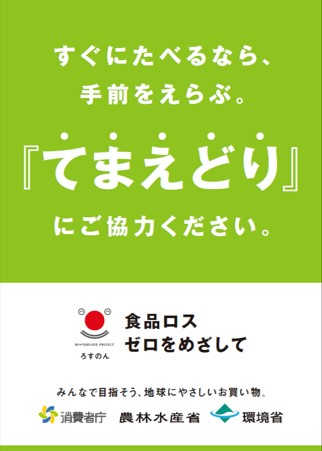 すぐにたべるなら、
手前をえらぶ。
『てまえどり』
にご協力ください。
食品ロス
ゼロをめざして
NO-FOODLOSS PROJECT
ろすのん
みんなで目指そう、地球にやさしいお買い物。
消費者庁 農林水産省 環境省